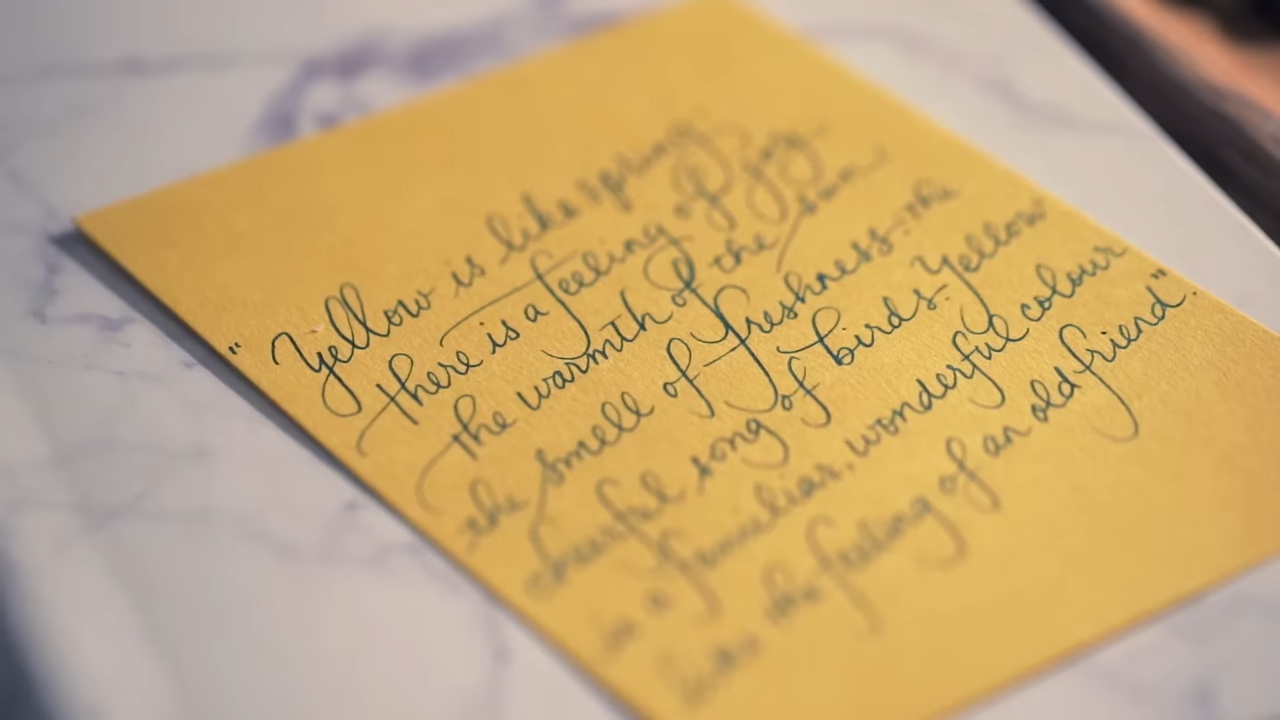 "Yellow is like spring
there is a feeling of joy.
the warmth of the sun
the smell of freshness. The
cheerful song of birds. Yellow
is a familiar, wonderful colour
like the feeling of an old friend".